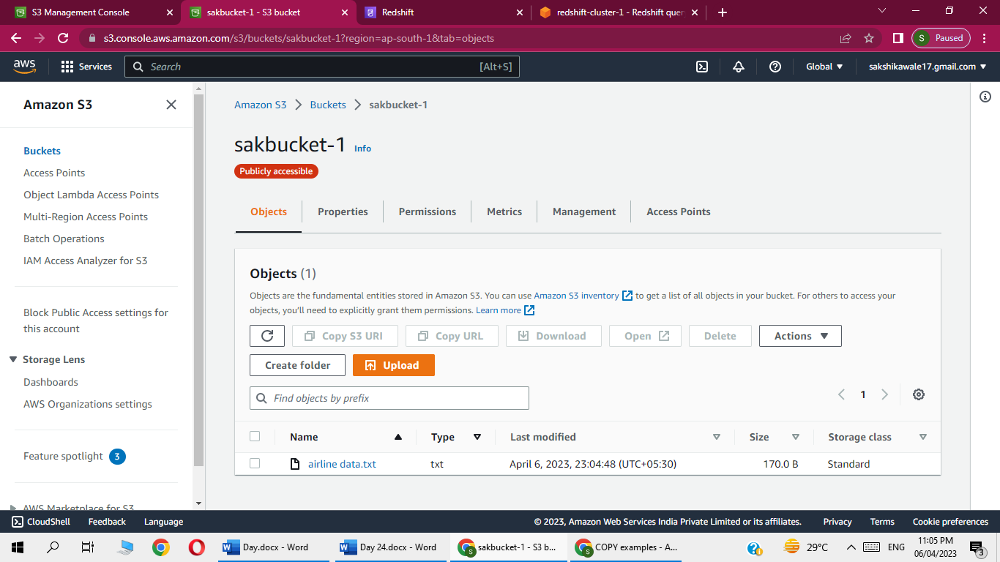 S3 Management Console
sakbucket-1 - S3 bucket
Redshift
redshift-cluster-1 - Redshift quer
s3.console.aws.amazon.com/s3/buckets/sakbucket-1?region=ap-south-1&tab=objects
S Paused
aws
Services
Search [Alt+S]
Global
sakshikawale17.gmail.com
Amazon S3
Buckets
Access Points
Object Lambda Access Points
Multi-Region Access Points
Batch Operations
IAM Access Analyzer for S3
Block Public Access settings for
this account
Storage Lens
Dashboards
AWS Organizations settings
Feature spotlight 3
AWS Marketplace for S3
Amazon S3 > Buckets > sakbucket-1
sakbucket-1 Info
Publicly accessible
Objects Properties Permissions Metrics Management Access Points
Objects (1)
Objects are the fundamental entities stored in Amazon S3. You can use Amazon S3 inventory to get a list of all objects in your bucket. For others to access your
objects, you'll need to explicitly grant them permissions. Learn more
Copy S3 URI Copy URL Download Open Delete Actions
Create folder Upload
Find objects by prefix
1
Name Type Last modified Size Storage class
airline data.txt txt April 6, 2023, 23:04:48 (UTC+05:30) 170.0 B Standard
CloudShell Feedback Language © 2023, Amazon Web Services India Private Limited or its affiliates. Privacy Terms Cookie preferences
Day.docx - Word
Day 24.docx - Word
sakbucket-1 - S3 b...
COPY examples - A...
29°C
ENG
11:05 PM
06/04/2023
3